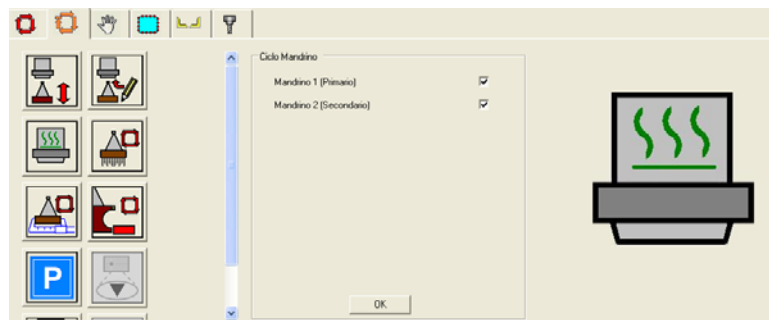 Ciclo Mandrino
Mandrino 1 (Primario)
Mandrino 2 (Secondario)
P
OK